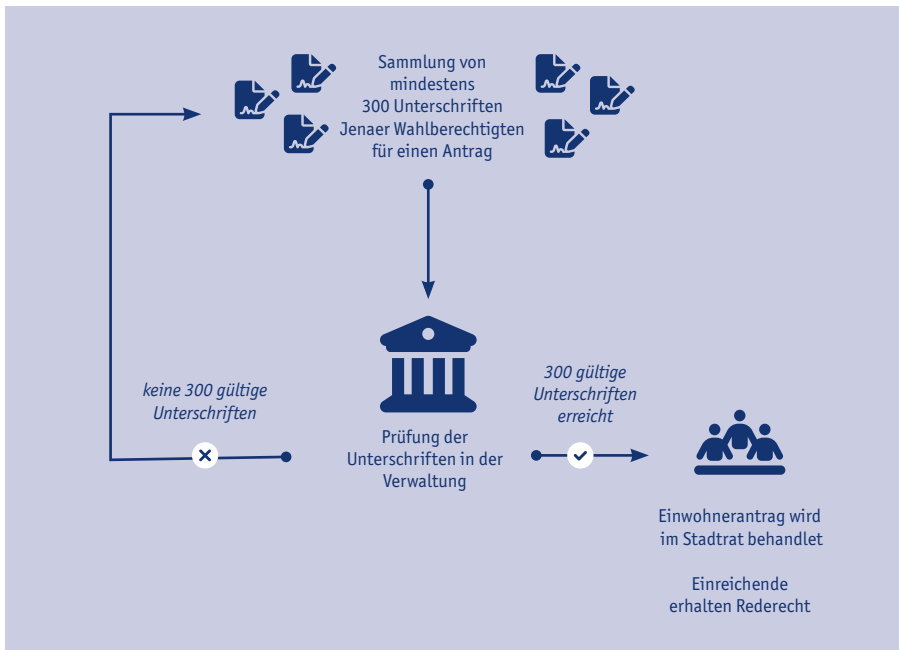 Sammlung von
mindestens
300 Unterschriften
Jenaer Wahlberechtigten
für einen Antrag
keine 300 gültige
Unterschriften
Prüfung der
Unterschriften in der
Verwaltung
300 gültige
Unterschriften
erreicht
Einwohnerantrag wird
im Stadtrat behandlet
Einreichende
erhalten Rederecht